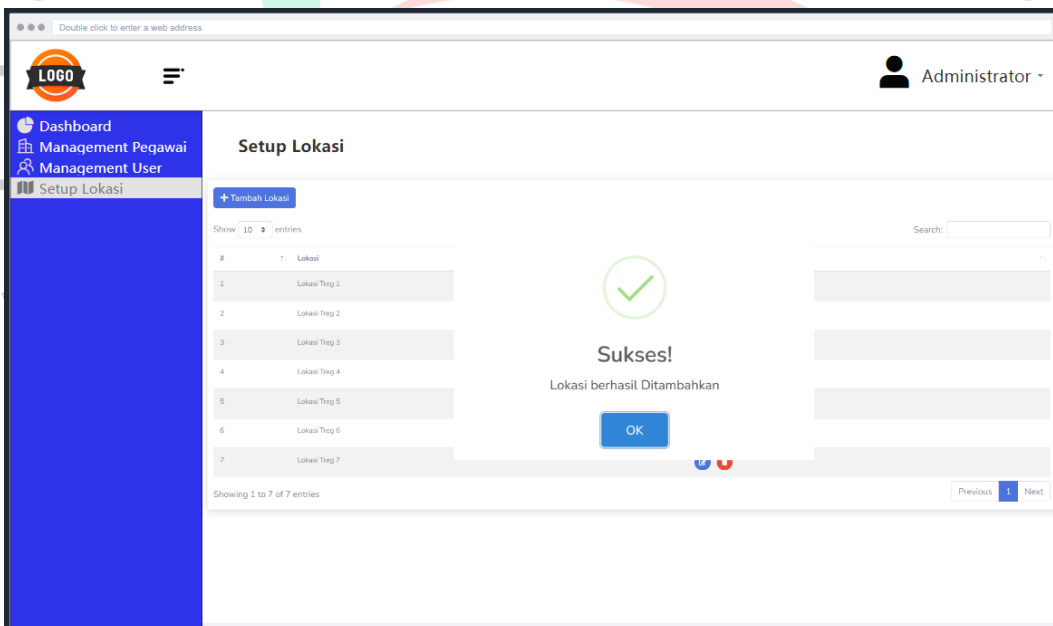 Double click to enter a web address
LOGO
Administrator
Dashboard
Management Pegawai
Management User
Setup Lokasi
Setup Lokasi
+ Tambah Lokasi
Show 10 entries
Search:
# Lokasi
1 Lokasi Treg 1
2 Lokasi Treg 2
3 Lokasi Treg 3
4 Lokasi Treg 4
5 Lokasi Treg 5
6 Lokasi Treg 6
7 Lokasi Treg 7
Sukses!
Lokasi berhasil Ditambahkan
OK
Showing 1 to 7 of 7 entries
Previous 1 Next